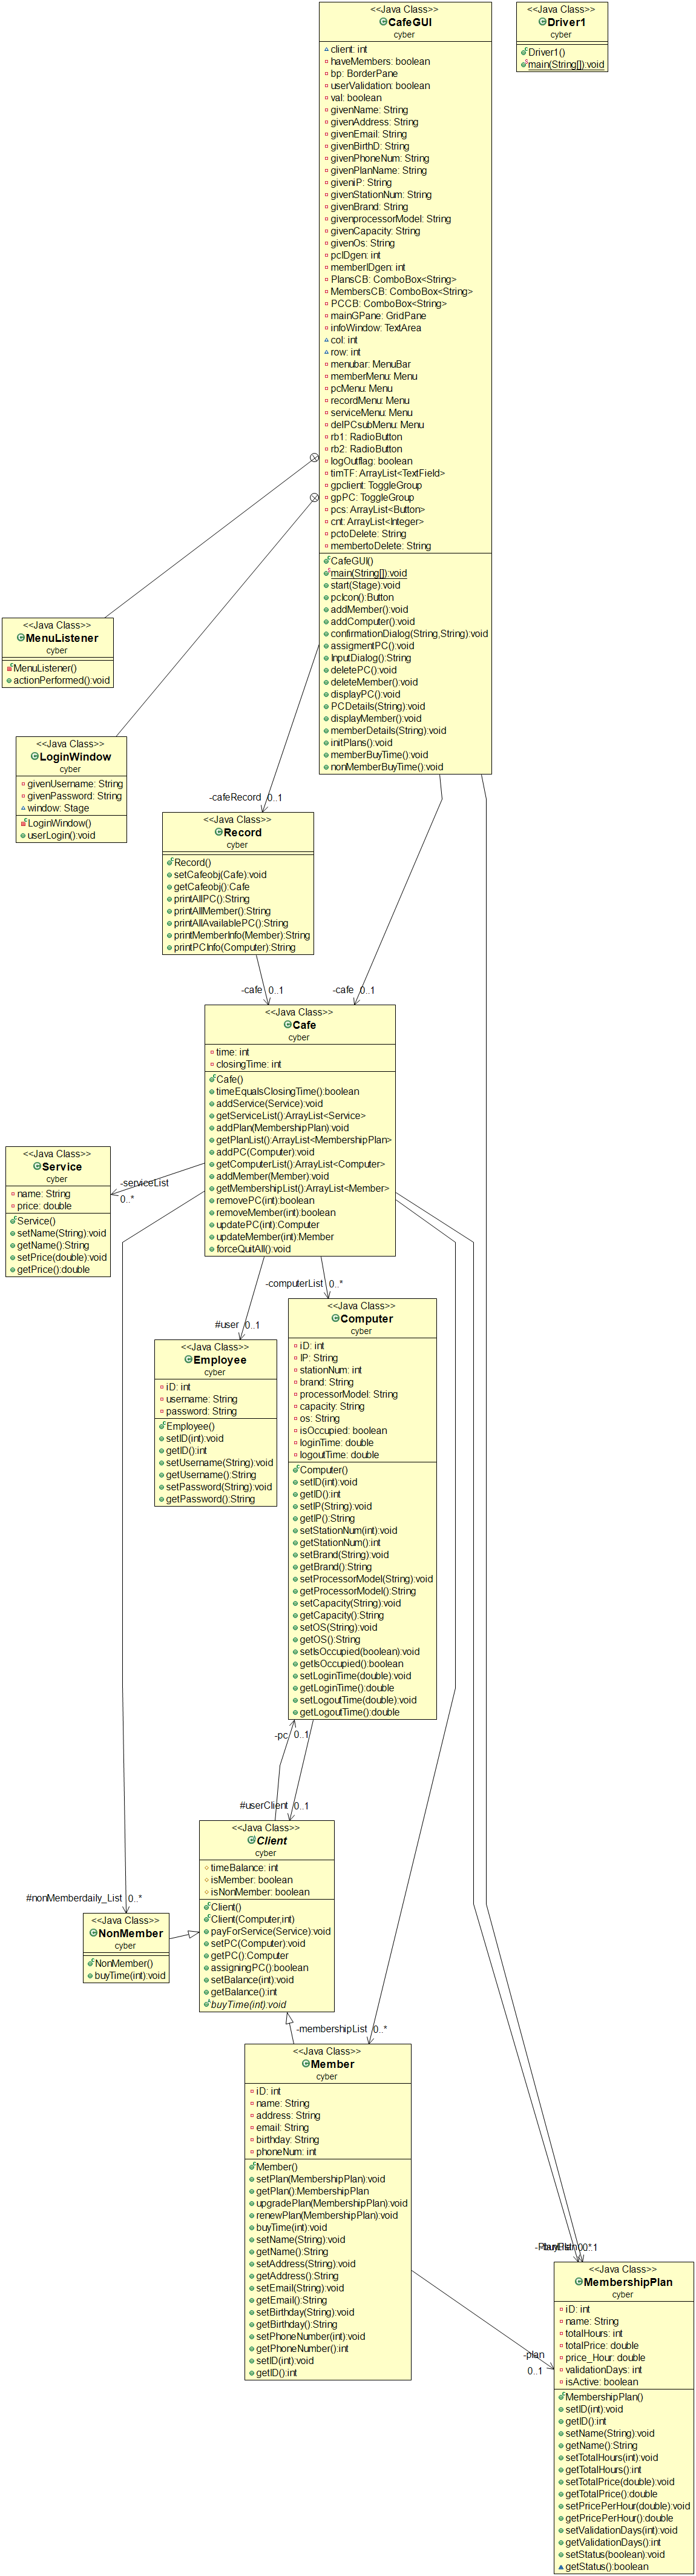 <<Java Class>>
CafeGUI
cyber
client: int
haveMembers: boolean
bp: BorderPane
userValidation: boolean
val: boolean
givenName: String
givenAddress: String
givenEmail: String
givenBirthD: String
givenPhoneNum: String
givenPlanName: String
giveniP: String
givenStationNum: String
givenBrand: String
givenprocessorModel: String
givenCapacity: String
givenOs: String
pcIDgen: int
memberIDgen: int
PlansCB: ComboBox<String>
MembersCB: ComboBox<String>
PCCB: ComboBox<String>
mainGPane: GridPane
infoWindow: TextArea
col: int
row: int
menubar: MenuBar
memberMenu: Menu
pcMenu: Menu
recordMenu: Menu
serviceMenu: Menu
delPCsubMenu: Menu
rb1: RadioButton
rb2: RadioButton
logOutflag: boolean
timTF: ArrayList<TextField>
gpclient: ToggleGroup
gpPC: ToggleGroup
pcs: ArrayList<Button>
cnt: ArrayList<Integer>
pctoDelete: String
membertoDelete: String
CafeGUI()
main(String[]):void
start(Stage):void
pcIcon():Button
addMember():void
addComputer():void
confirmationDialog(String,String):void
assigmentPC():void
InputDialog():String
deletePC():void
deleteMember():void
displayPC():void
PCDetails(String):void
displayMember():void
memberDetails(String):void
initPlans():void
memberBuyTime():void
nonMemberBuyTime():void
<<Java Class>>
Driver1
cyber
Driver1()
main(String[]):void
<<Java Class>>
MenuListener
cyber
MenuListener()
actionPerformed():void
<<Java Class>>
LoginWindow
cyber
givenUsername: String
givenPassword: String
window: Stage
LoginWindow()
userLogin():void
-cafeRecord 0..1
<<Java Class>>
Record
cyber
Record()
setCafeobj(Cafe):void
getCafeobj():Cafe
printAllPC():String
printAllMember():String
printAllAvailablePC():String
printMemberInfo(Member):String
printPCInfo(Computer):String
-cafe 0..1
-cafe 0..1
<<Java Class>>
Cafe
cyber
time: int
closingTime: int
Cafe()
timeEqualsClosingTime():boolean
addService(Service):void
getServiceList():ArrayList<Service>
addPlan(MembershipPlan):void
getPlanList():ArrayList<MembershipPlan>
addPC(Computer):void
getComputerList():ArrayList<Computer>
addMember(Member):void
getMembershipList():ArrayList<Member>
removePC(int):boolean
removeMember(int):boolean
updatePC(int):Computer
updateMember(int):Member
forceQuitAll():void
<<Java Class>>
Service
cyber
name: String
price: double
Service()
setName(String):void
getName():String
setPrice(double):void
getPrice():double
-serviceList
0..*
-computerList 0..*
#user 0..1
<<Java Class>>
Employee
cyber
iD: int
username: String
password: String
Employee()
setID(int):void
getID():int
setUsername(String):void
getUsername():String
setPassword(String):void
getPassword():String
<<Java Class>>
Computer
cyber
iD: int
IP: String
stationNum: int
brand: String
processorModel: String
capacity: String
os: String
isOccupied: boolean
loginTime: double
logoutTime: double
Computer()
setID(int):void
getID():int
setIP(String):void
getIP():String
setStationNum(int):void
getStationNum():int
setBrand(String):void
getBrand():String
setProcessorModel(String):void
getProcessorModel():String
setCapacity(String):void
getCapacity():String
setOS(String):void
getOS():String
setIsOccupied(boolean):void
getIsOccupied():boolean
setLoginTime(double):void
getLoginTime():double
setLogoutTime(double):void
getLogoutTime():double
-pc 0..1
#userClient 0..1
<<Java Class>>
Client
cyber
timeBalance: int
isMember: boolean
isNonMember: boolean
Client()
Client(Computer,int)
payForService(Service):void
setPC(Computer):void
getPC():Computer
assigningPC():boolean
setBalance(int):void
getBalance():int
buyTime(int):void
#nonMemberdaily_List 0..*
<<Java Class>>
NonMember
cyber
NonMember()
buyTime(int):void
-membershipList 0..*
<<Java Class>>
Member
cyber
iD: int
name: String
address: String
email: String
birthday: String
phoneNum: int
Member()
setPlan(MembershipPlan):void
getPlan():MembershipPlan
upgradePlan(MembershipPlan):void
renewPlan(MembershipPlan):void
buyTime(int):void
setName(String):void
getName():String
setAddress(String):void
getAddress():String
setEmail(String):void
getEmail():String
setBirthday(String):void
getBirthday():String
setPhoneNumber(int):void
getPhoneNumber():int
setID(int):void
getID():int
-plan
0..1
<<Java Class>>
MembershipPlan
cyber
iD: int
name: String
totalHours: int
totalPrice: double
price_Hour: double
validationDays: int
isActive: boolean
MembershipPlan()
setID(int):void
getID():int
setName(String):void
getName():String
setTotalHours(int):void
getTotalHours():int
setTotalPrice(double):void
getTotalPrice():double
setPricePerHour(double):void
getPricePerHour():double
setValidationDays(int):void
getValidationDays():int
setStatus(boolean):void
getStatus():boolean